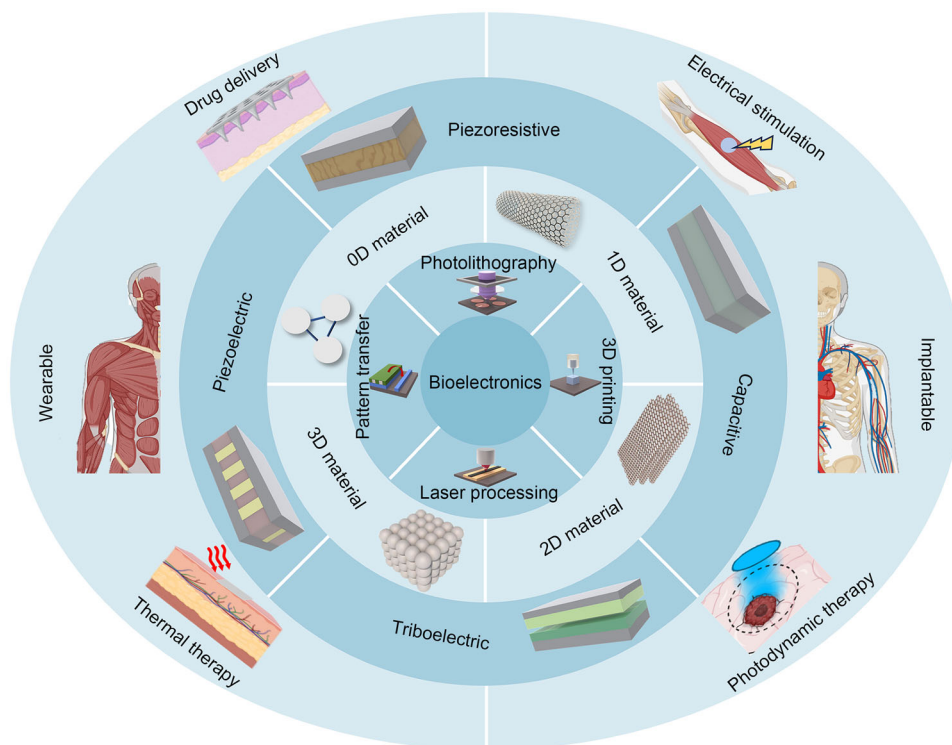 Drug delivery
Electrical stimulation
Piezoresistive
0D material
1D material
Photolithography
Wearable
Piezoelectric
Pattern transfer
Bioelectronics
3D printing
Capacitive
Implantable
3D material
Laser processing
2D material
Triboelectric
Thermal therapy
Photodynamic therapy